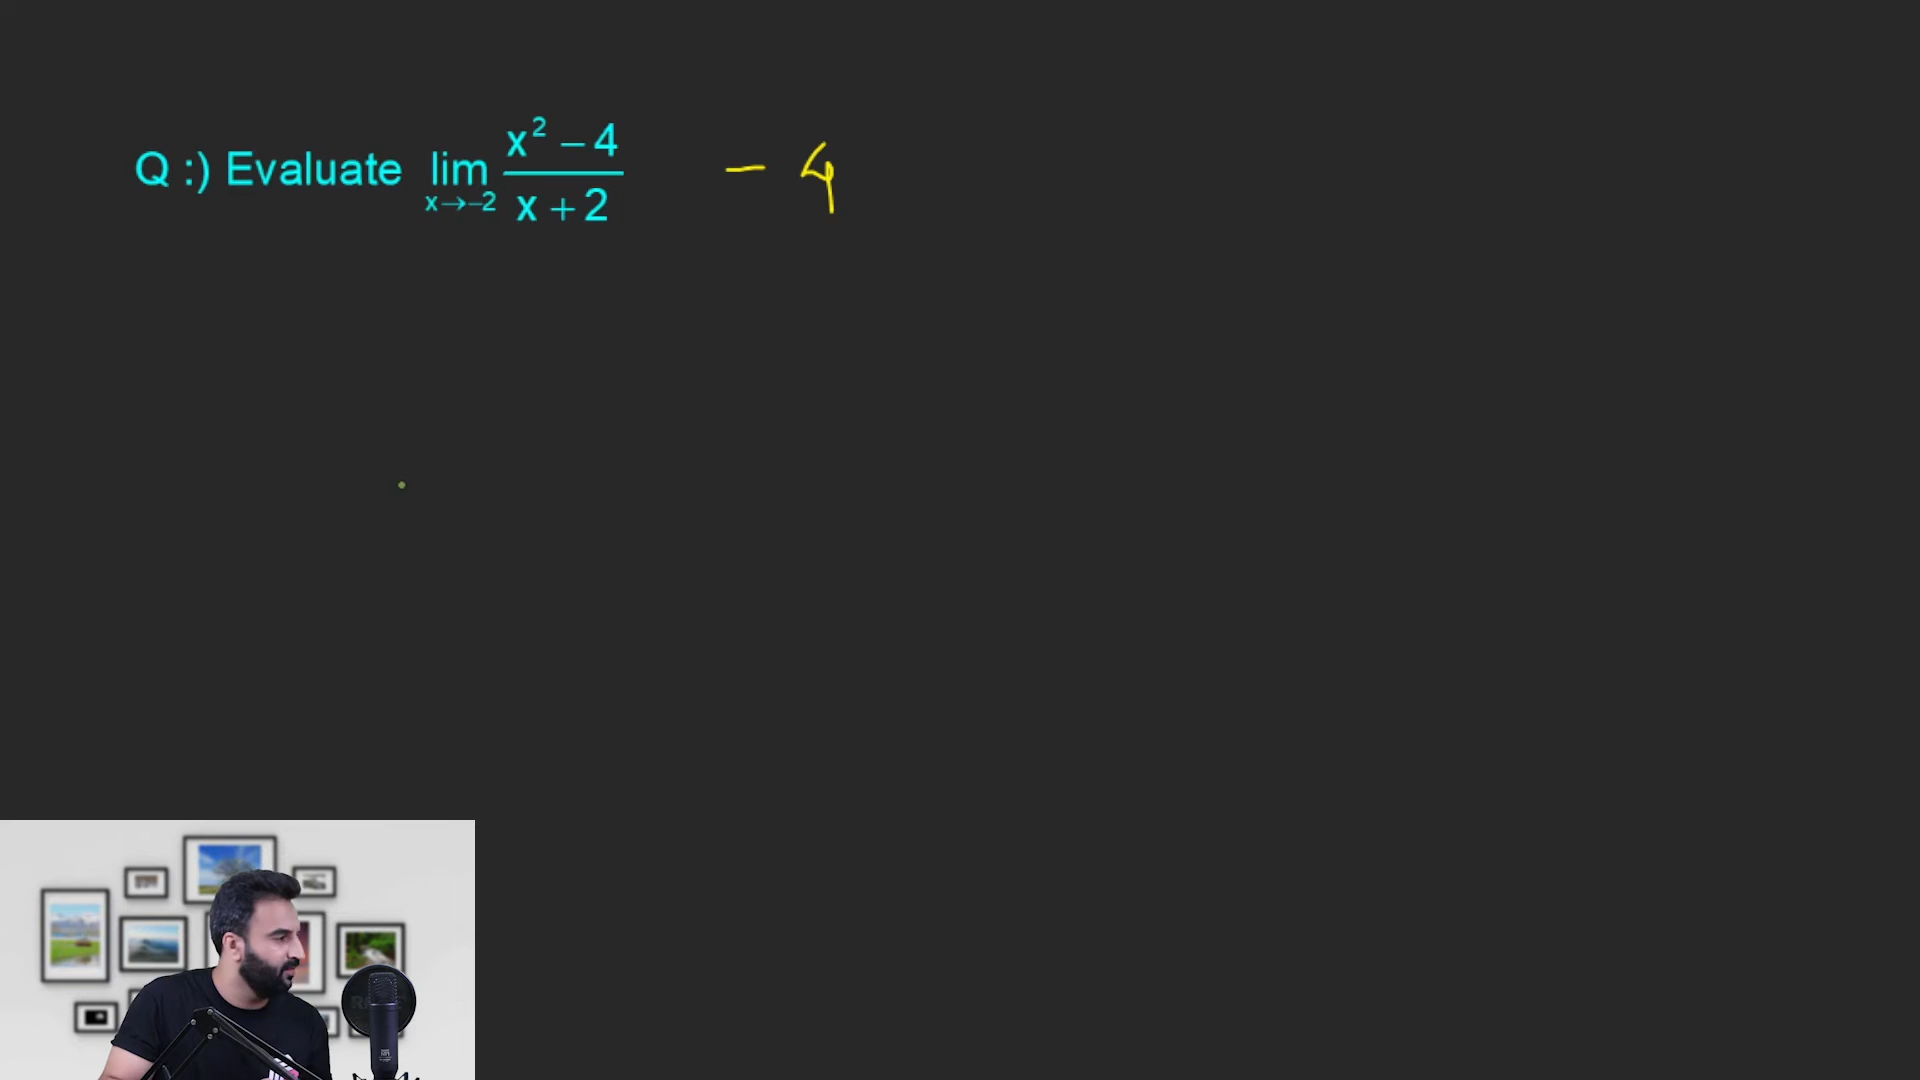 Q :) Evaluate lim x→-2 x² – 4 / x + 2 – 4